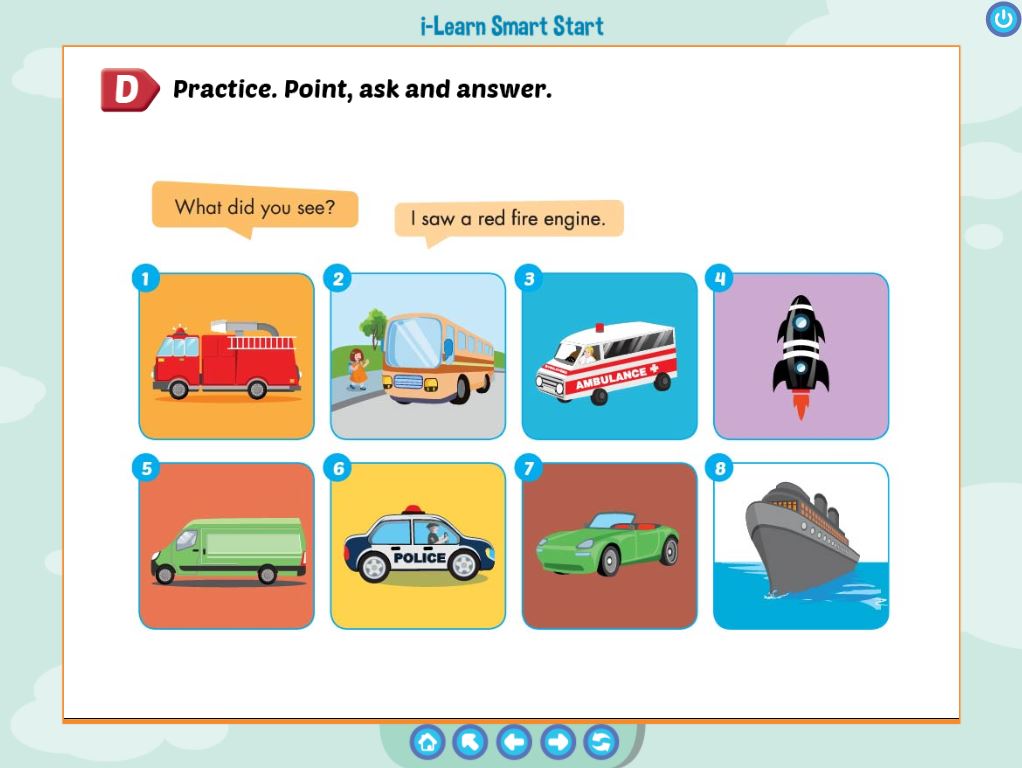 i-Learn Smart Start
D Practice. Point, ask and answer.
What did you see?
I saw a red fire engine.
1
2
3
4
AMBULANCE
5
6
7
8
POLICE